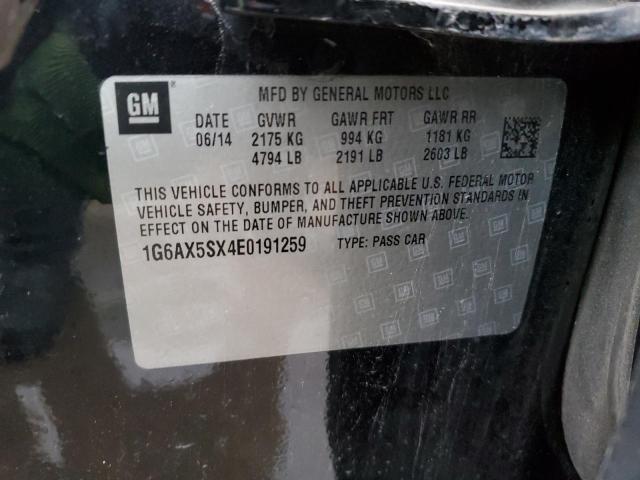 GM
®
MFD BY GENERAL MOTORS LLC
DATE GVWR GAWR FRT GAWR RR
06/14 2175 KG 994 KG 1181 KG
4794 LB 2191 LB 2603 LB
THIS VEHICLE CONFORMS TO ALL APPLICABLE U.S. FEDERAL MOTOR
VEHICLE SAFETY, BUMPER, AND THEFT PREVENTION STANDARDS IN
EFFECT ON THE DATE OF MANUFACTURE SHOWN ABOVE.
1G6AX5SX4E0191259 TYPE: PASS CAR